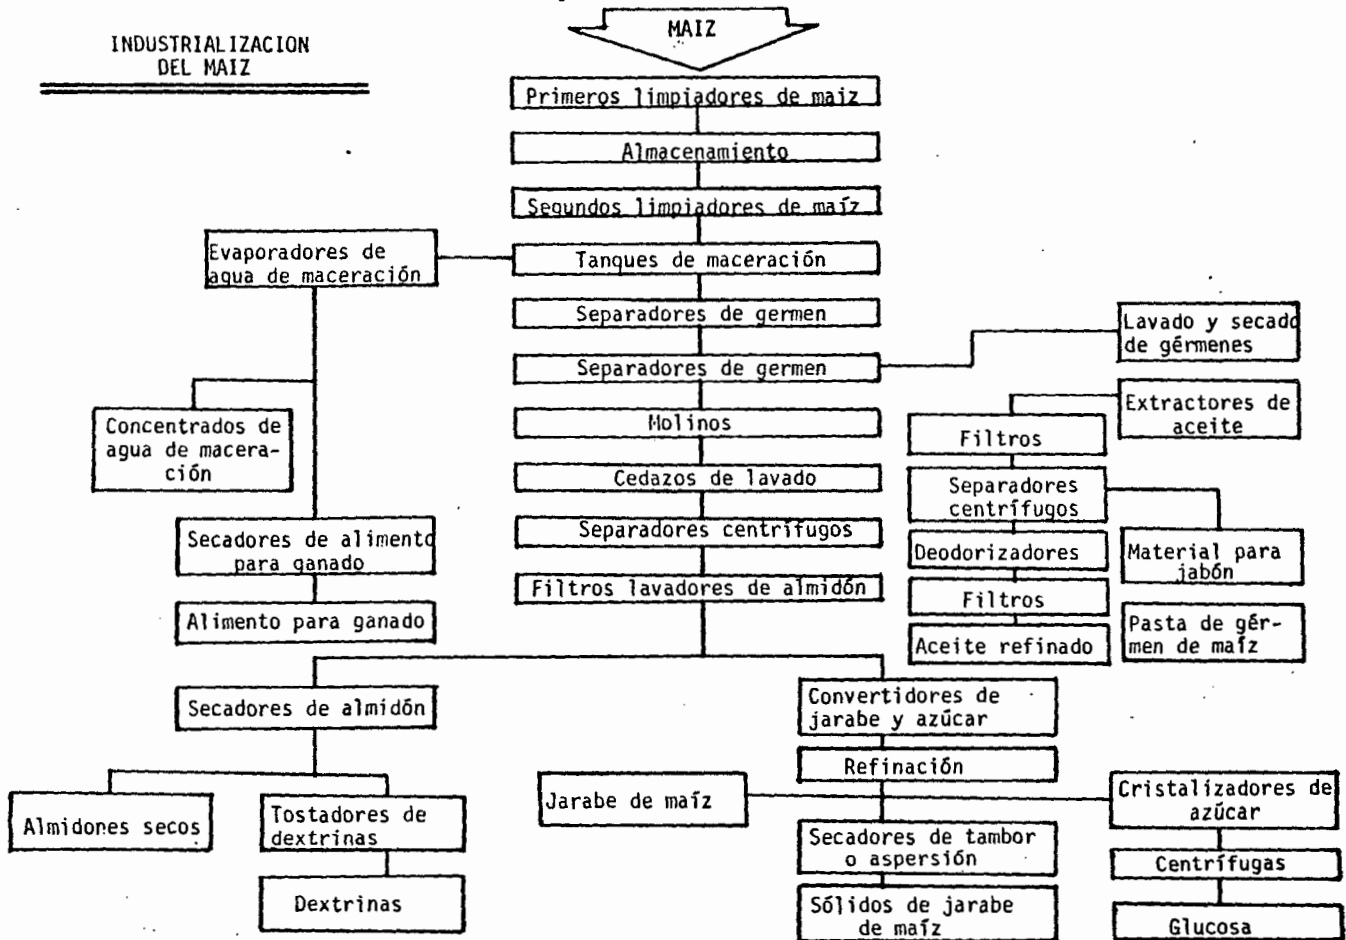 INDUSTRIALIZACION
DEL MAIZ
MAIZ
Primeros limpiadores de maiz
Almacenamiento
Segundos limpiadores de maíz
Evaporadores de
agua de maceración
Tanques de maceración
Separadores de germen
Lavado y secado
de gérmenes
Separadores de germen
Concentrados de
agua de macera-
ción
Molinos
Extractores de
aceite
Filtros
Cedazos de lavado
Separadores
centrífugos
Secadores de alimento
para ganado
Separadores centrífugos
Deodorizadores
Material para
jabón
Filtros lavadores de almidón
Filtros
Alimento para ganado
Aceite refinado
Pasta de gér-
men de maíz
Secadores de almidón
Convertidores de
jarabe y azúcar
Refinación
Almidones secos
Tostadores de
dextrinas
Jarabe de maíz
Cristalizadores de
azúcar
Secadores de tambor
o aspersión
Centrífugas
Dextrinas
Sólidos de jarabe
de maíz
Glucosa